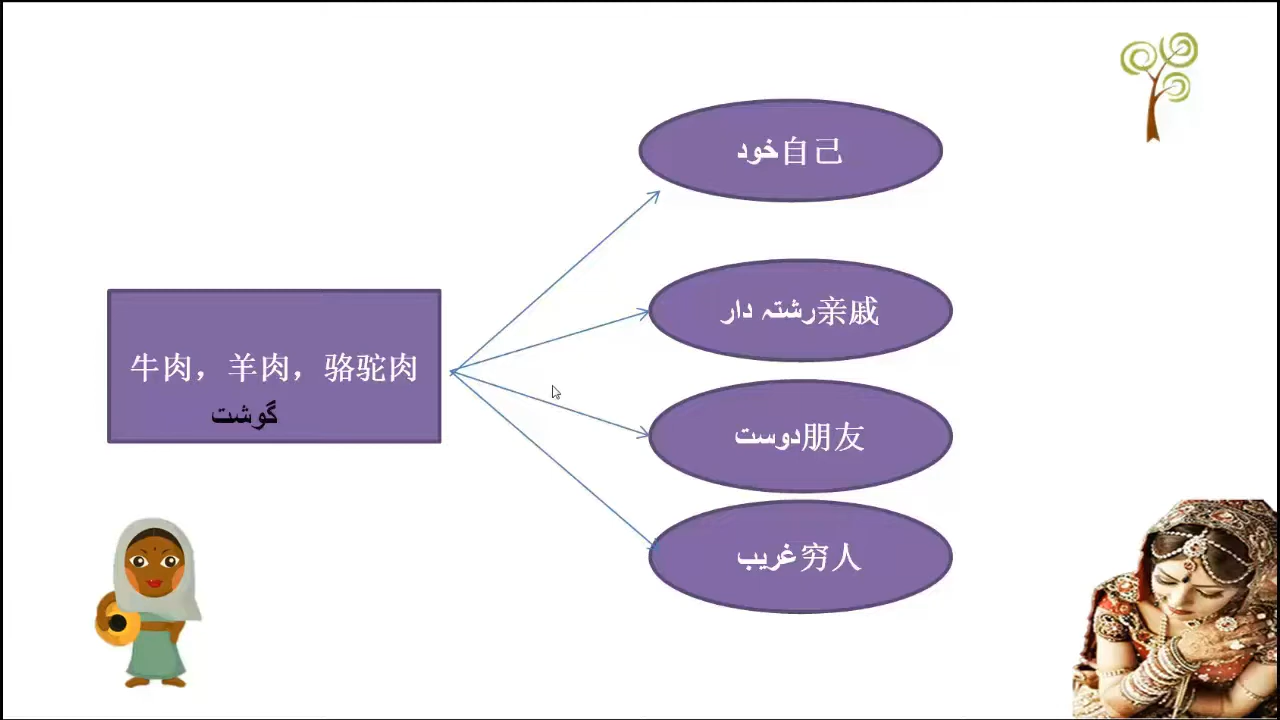 خود自己
رشتہ دار亲戚
牛肉，羊肉，骆驼肉
گوشت
دوست朋友
غریب穷人